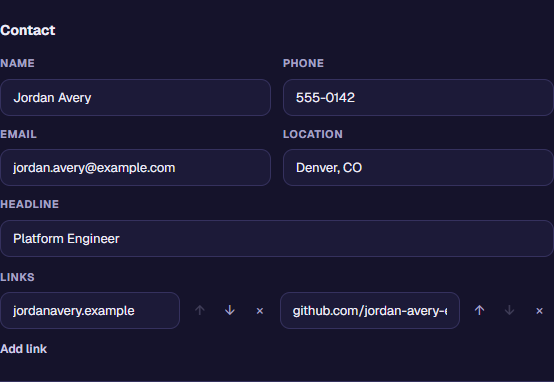 Contact
NAME PHONE
Jordan Avery 555-0142
EMAIL LOCATION
jordan.avery@example.com Denver, CO
HEADLINE
Platform Engineer
LINKS
jordanavery.example ↑ ↓ × github.com/jordan-avery- ↑ ↓ ×
Add link